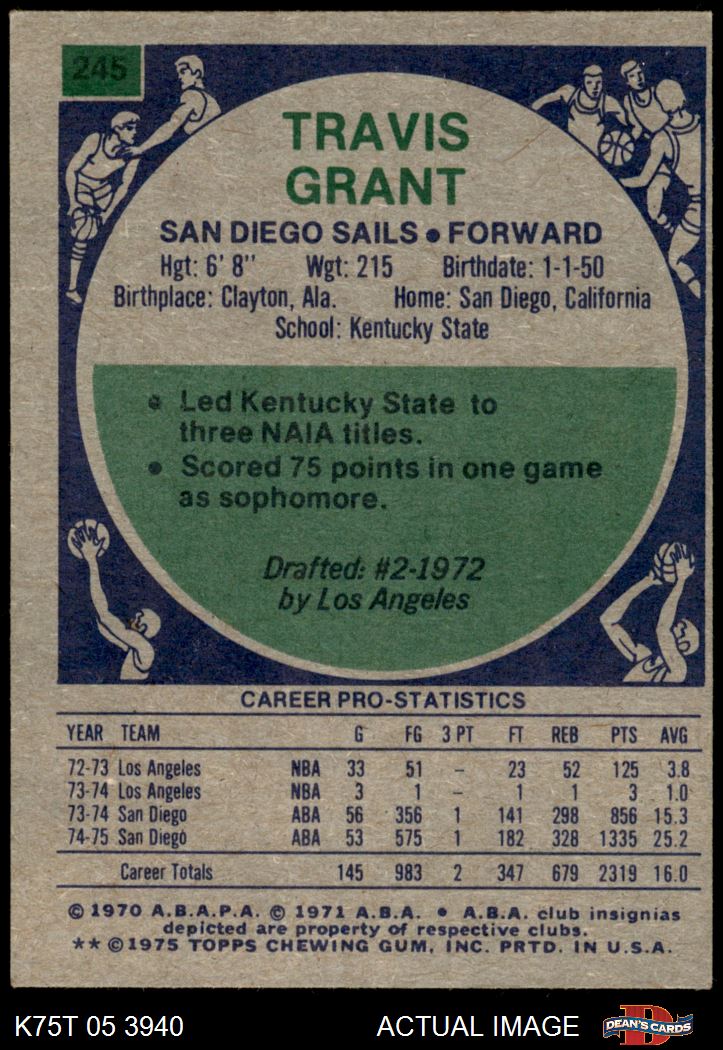 245
TRAVIS
GRANT
SAN DIEGO SAILS • FORWARD
Hgt: 6' 8" Wgt: 215 Birthdate: 1-1-50
Birthplace: Clayton, Ala. Home: San Diego, California
School: Kentucky State
• Led Kentucky State to
three NAIA titles.
• Scored 75 points in one game
as sophomore.
Drafted: #2-1972
by Los Angeles
CAREER PRO-STATISTICS
YEAR TEAM G FG 3 PT FT REB PTS AVG
72-73 Los Angeles NBA 33 51 – 23 52 125 3.8
73-74 Los Angeles NBA 3 1 – 1 1 3 1.0
73-74 San Diego ABA 56 356 1 141 298 856 15.3
74-75 San Diego ABA 53 575 1 182 328 1335 25.2
Career Totals 145 983 2 347 679 2319 16.0
© 1970 A.B.A.P.A. © 1971 A.B.A. • A.B.A. club insignias
depicted are property of respective clubs.
** © 1975 TOPPS CHEWING GUM, INC. PRTD. IN U.S.A.
K75T 05 3940 ACTUAL IMAGE D DEAN'S CARDS